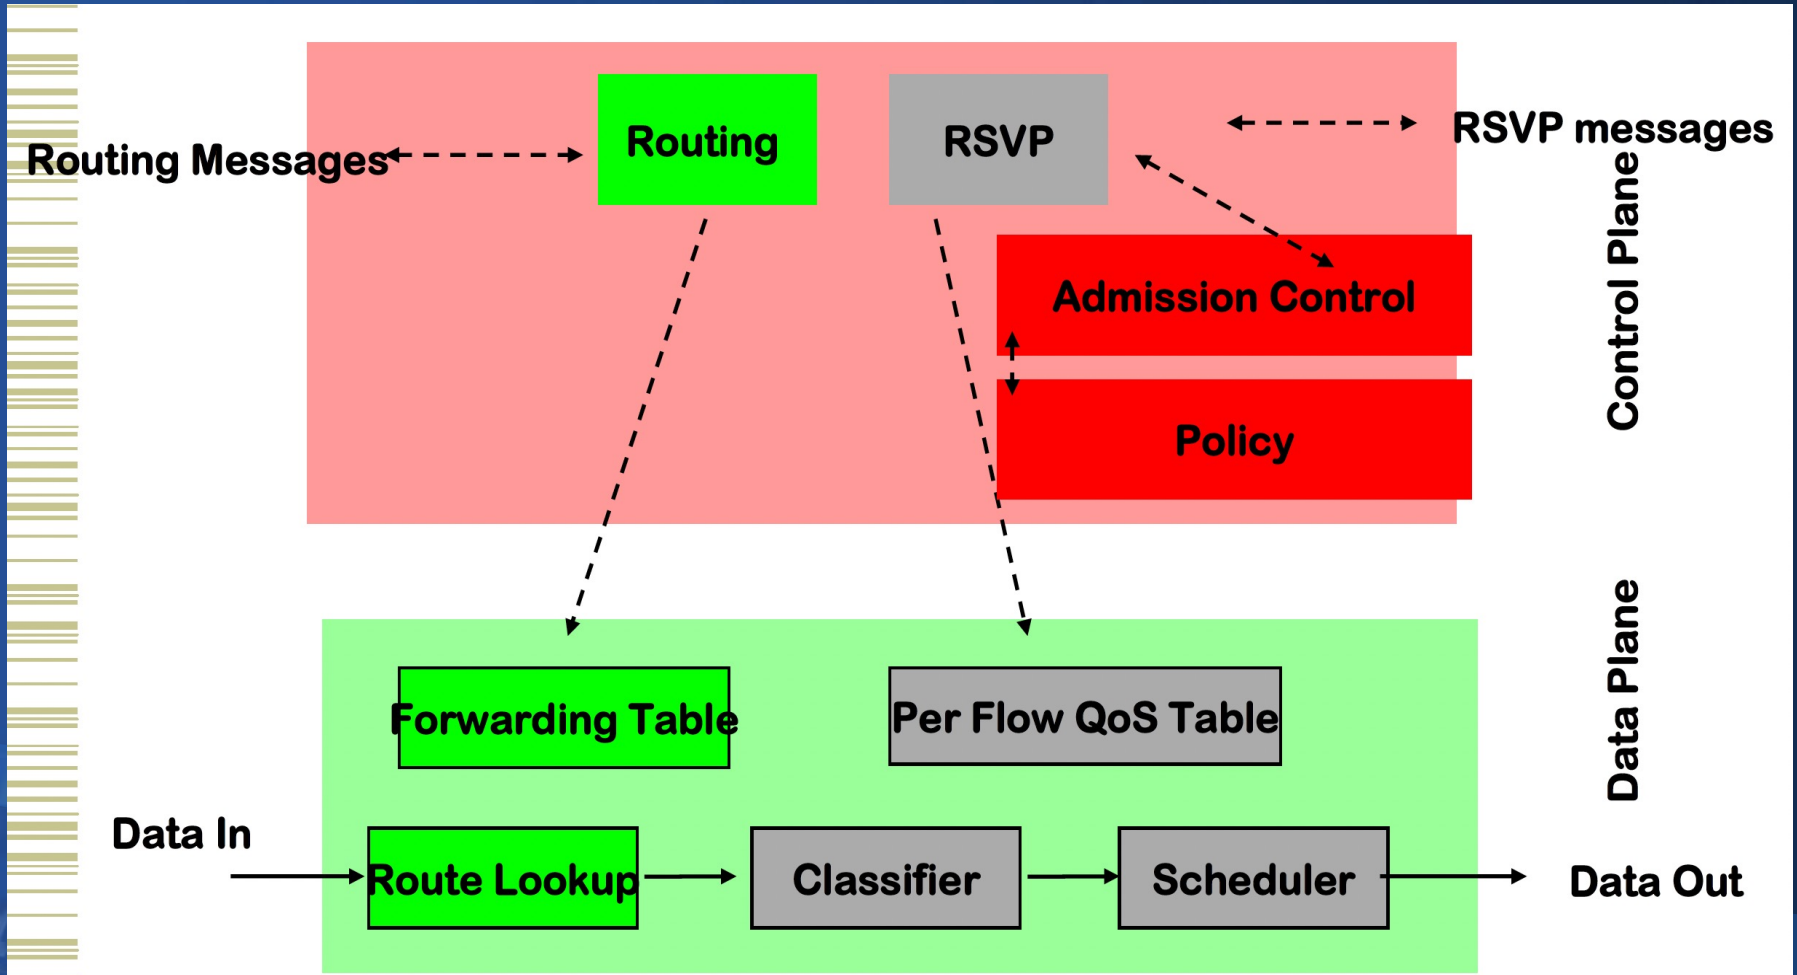 Routing
RSVP
RSVP messages
Routing Messages
Admission Control
Control Plane
Policy
Data Plane
Forwarding Table
Per Flow QoS Table
Data In
Route Lookup
Classifier
Scheduler
Data Out